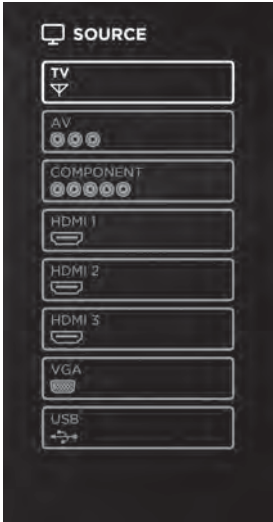 SOURCE
TV
AV
COMPONENT
HDMI 1
HDMI 2
HDMI 3
VGA
USB